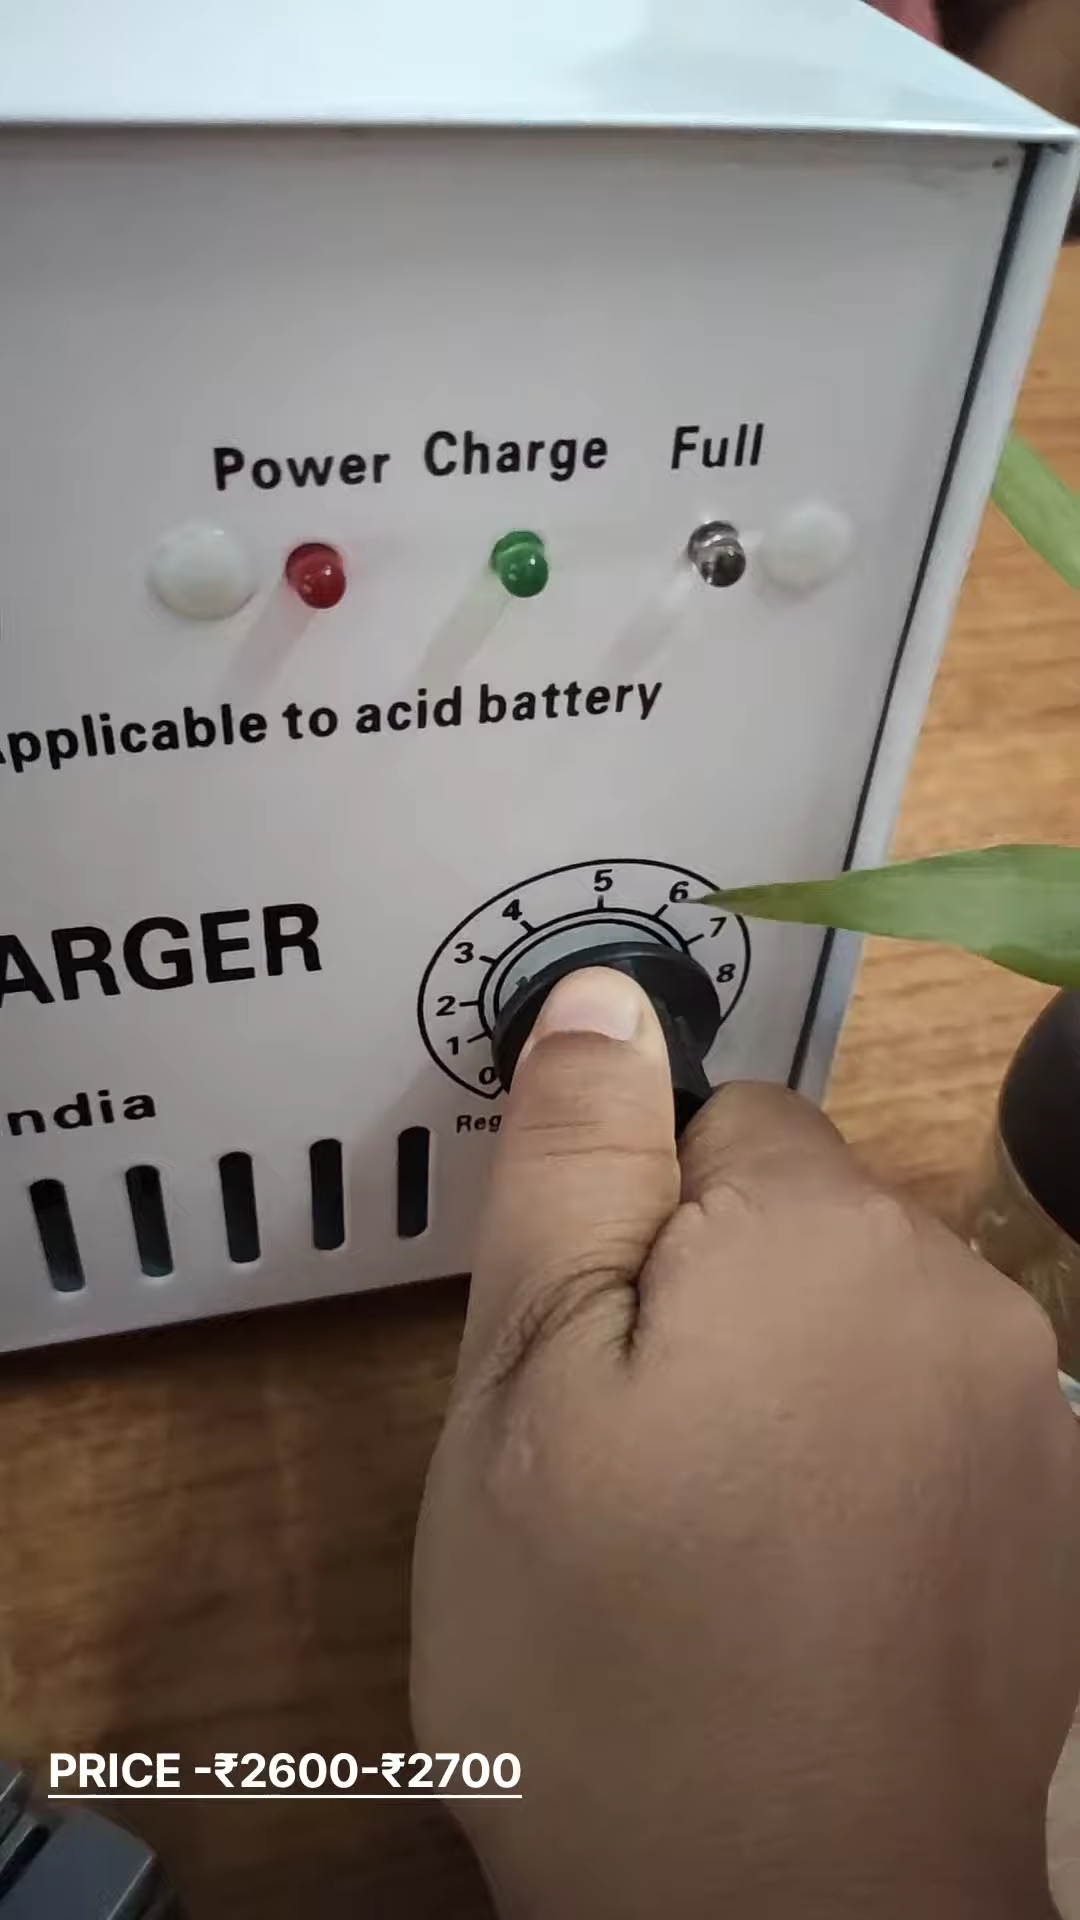 Power Charge Full
Applicable to acid battery
ARGER
0 1 2 3 4 5 6 7 8
ndia
Reg
PRICE -₹2600-₹2700